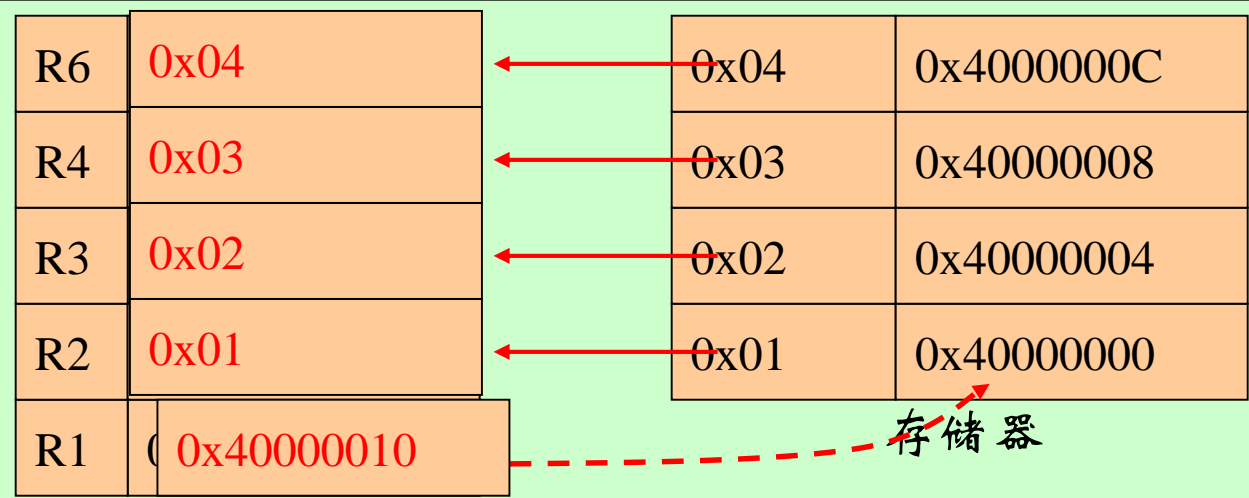 R6 0x04 0x04 0x4000000C
R4 0x03 0x03 0x40000008
R3 0x02 0x02 0x40000004
R2 0x01 0x01 0x40000000
R1 0x40000010
存储器